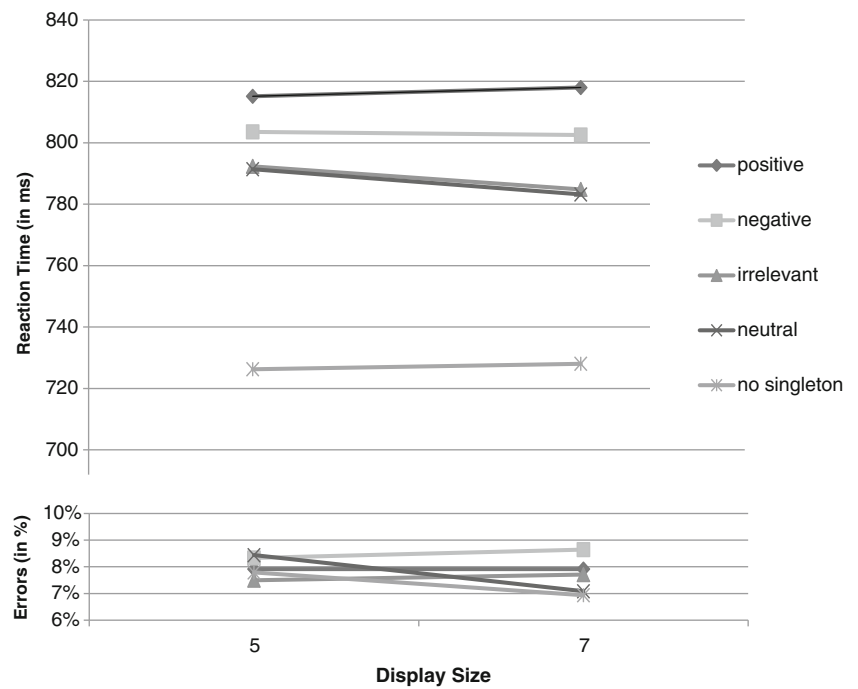 840
820
800
780
760
740
720
700
Reaction Time (in ms)
positive
negative
irrelevant
neutral
no singleton
10%
9%
8%
7%
6%
Errors (in %)
5 7
Display Size